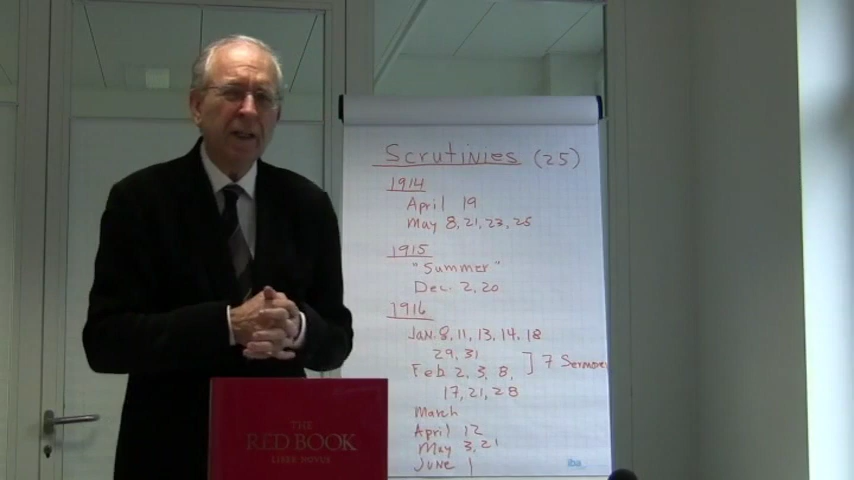 Scrutinies (25)
1914
April 19
May 8, 21, 23, 25
1915
"Summer"
Dec. 2, 20
1916
Jan. 8, 11, 13, 14, 18
29, 31
] 7 Sermons
Feb 2, 3, 8,
17, 21, 28
March
April 12
May 3, 21
June 1
iba
THE
RED BOOK
LIBER NOVUS